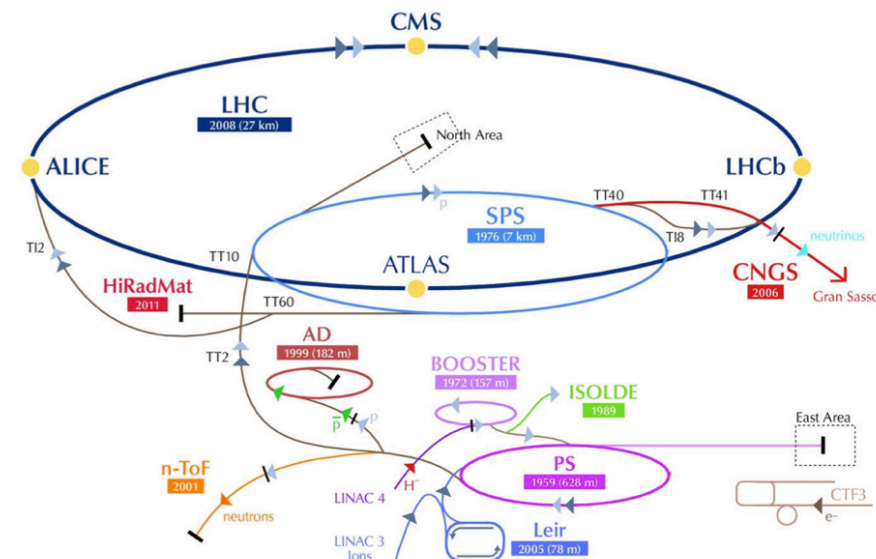 CMS
LHC
2008 (27 km)
North Area
ALICE
LHCb
TT40
TT41
p
SPS
1976 (7 km)
TI2
TT10
TI8
neutrinos
ATLAS
CNGS
2006
HiRadMat
2011
TT60
Gran Sasso
TT2
AD
1999 (182 m)
BOOSTER
1972 (157 m)
ISOLDE
1989
p̅
p
East Area
n-ToF
2001
PS
1959 (628 m)
H⁻
LINAC 4
neutrons
CTF3
e–
LINAC 3
Ions
Leir
2005 (78 m)